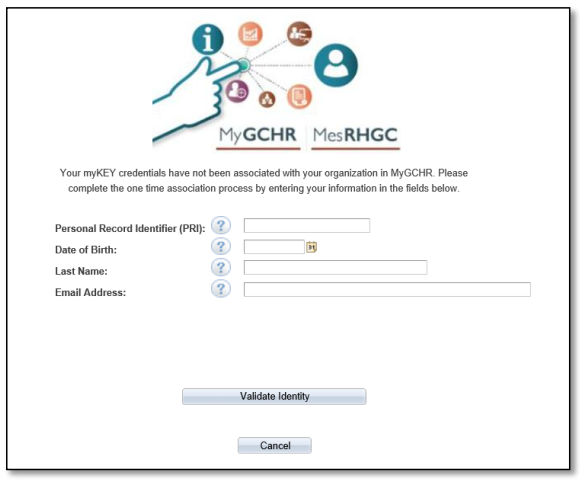 MyGCHR MesRHGC
Your myKEY credentials have not been associated with your organization in MyGCHR. Please
complete the one time association process by entering your information in the fields below.
Personal Record Identifier (PRI): ?
Date of Birth: ? 31
Last Name: ?
Email Address: ?
Validate Identity
Cancel